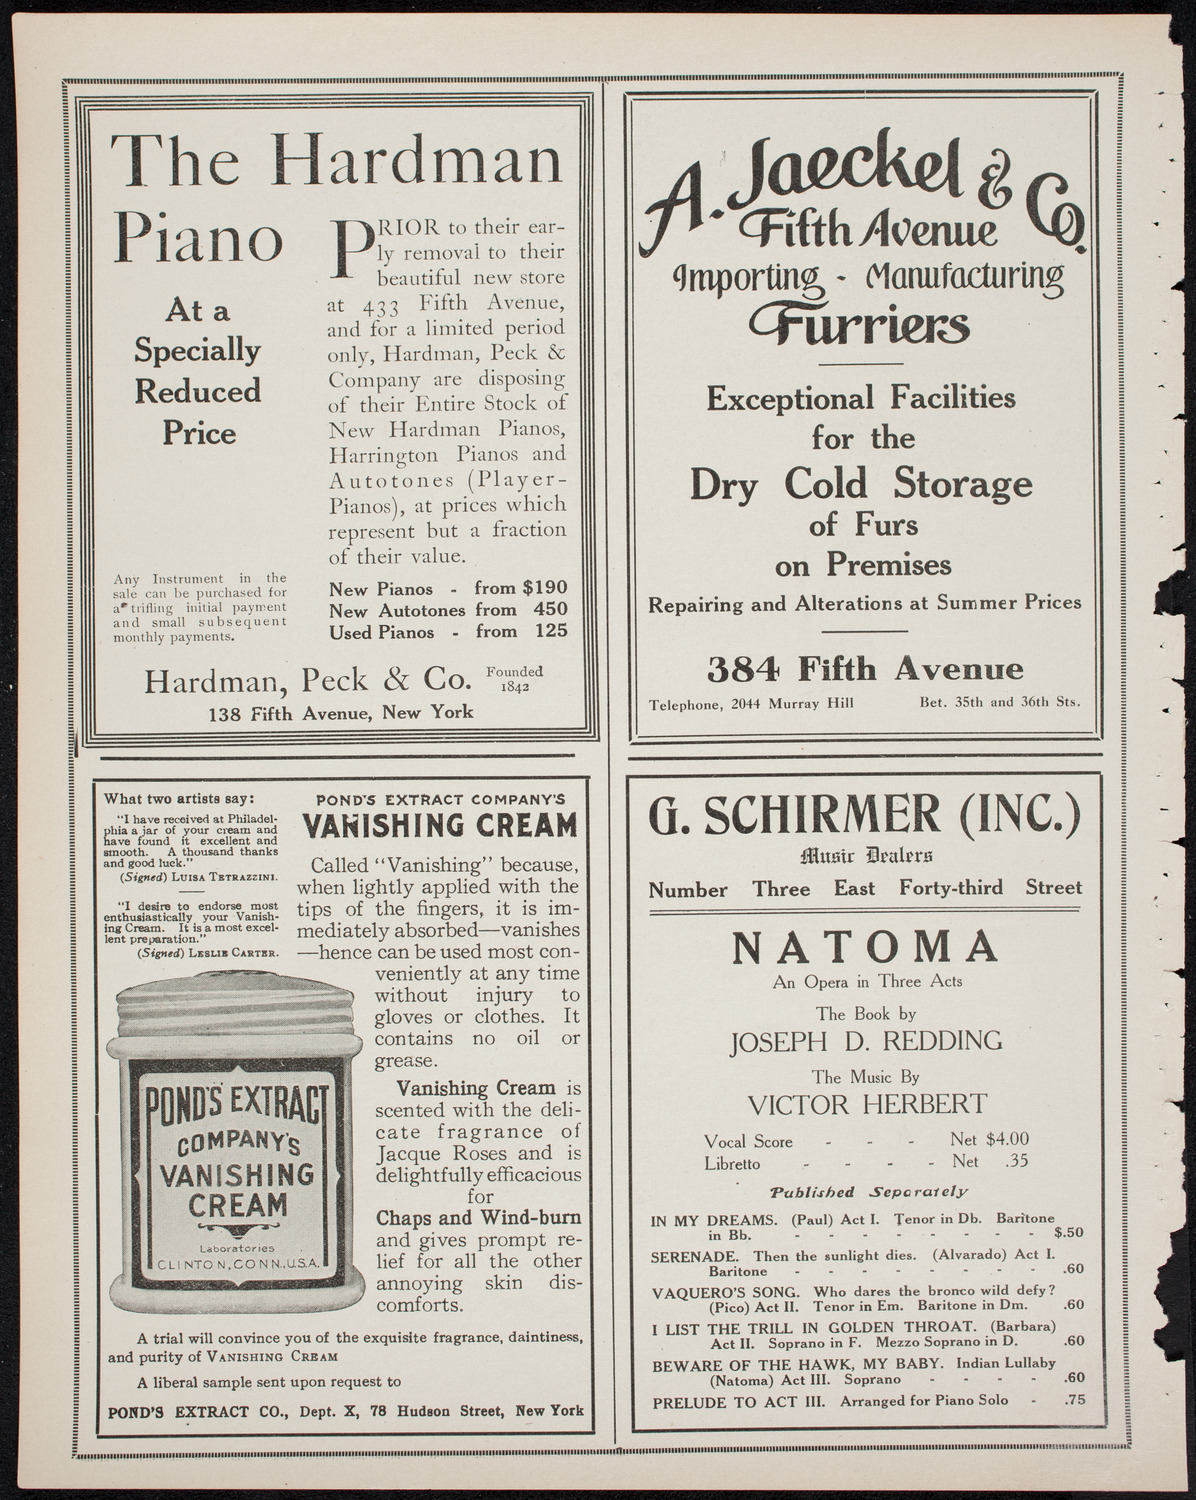 The Hardman
Piano
At a
Specially
Reduced
Price
PRIOR to their ear-
ly removal to their
beautiful new store
at 433 Fifth Avenue,
and for a limited period
only, Hardman, Peck &
Company are disposing
of their Entire Stock of
New Hardman Pianos,
Harrington Pianos and
Autotones (Player-
Pianos), at prices which
represent but a fraction
of their value.
Any Instrument in the
sale can be purchased for
a trifling initial payment
and small subsequent
monthly payments.
New Pianos - from $190
New Autotones from 450
Used Pianos - from 125
Hardman, Peck & Co. Founded
1842
138 Fifth Avenue, New York
A. Jaeckel & Co.
Fifth Avenue
Importing - Manufacturing
Furriers
Exceptional Facilities
for the
Dry Cold Storage
of Furs
on Premises
Repairing and Alterations at Summer Prices
384 Fifth Avenue
Telephone, 2044 Murray Hill Bet. 35th and 36th Sts.
What two artists say:
"I have received at Philadel-
phia a jar of your cream and
have found it excellent and
smooth. A thousand thanks
and good luck."
(Signed) LUISA TETRAZZINI.
"I desire to endorse most
enthusiastically your Vanish-
ing Cream. It is a most excel-
lent preparation."
(Signed) LESLIE CARTER.
POND'S EXTRACT COMPANY'S
VANISHING CREAM
Called "Vanishing" because,
when lightly applied with the
tips of the fingers, it is im-
mediately absorbed—vanishes
—hence can be used most con-
veniently at any time
without injury to
gloves or clothes. It
contains no oil or
grease.
Vanishing Cream is
scented with the deli-
cate fragrance of
Jacque Roses and is
delightfully efficacious
for
Chaps and Wind-burn
and gives prompt re-
lief for all the other
annoying skin dis-
comforts.
POND'S EXTRACT
COMPANY'S
VANISHING
CREAM
Laboratories
CLINTON, CONN., U.S.A.
A trial will convince you of the exquisite fragrance, daintiness,
and purity of VANISHING CREAM
A liberal sample sent upon request to
POND'S EXTRACT CO., Dept. X, 78 Hudson Street, New York
G. SCHIRMER (INC.)
Music Dealers
Number Three East Forty-third Street
NATOMA
An Opera in Three Acts
The Book by
JOSEPH D. REDDING
The Music By
VICTOR HERBERT
Vocal Score - - - Net $4.00
Libretto - - - - Net .35
Published Separately
IN MY DREAMS. (Paul) Act I. Tenor in Db. Baritone
in Bb. - - - - - - - - $.50
SERENADE. Then the sunlight dies. (Alvarado) Act I.
Baritone - - - - - - - - .60
VAQUERO'S SONG. Who dares the bronco wild defy?
(Pico) Act II. Tenor in Em. Baritone in Dm. .60
I LIST THE TRILL IN GOLDEN THROAT. (Barbara)
Act II. Soprano in F. Mezzo Soprano in D. .60
BEWARE OF THE HAWK, MY BABY. Indian Lullaby
(Natoma) Act III. Soprano - - - - .60
PRELUDE TO ACT III. Arranged for Piano Solo - .75